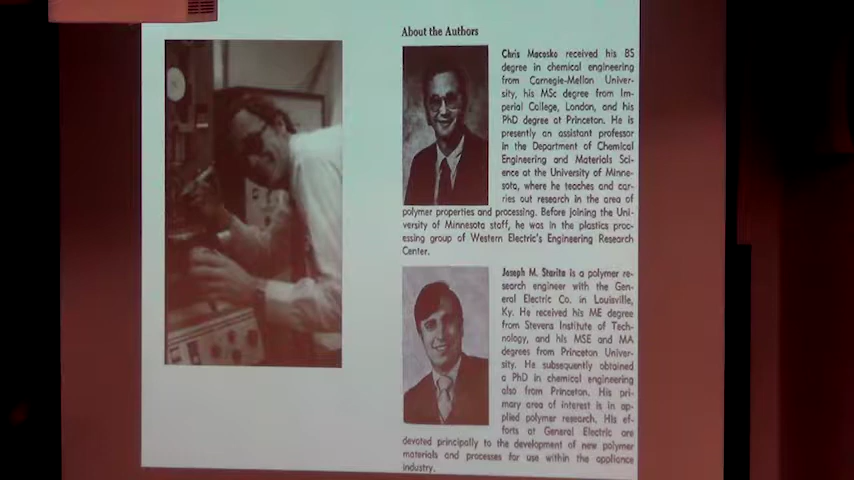 About the Authors
Chris Macosko received his BS
degree in chemical engineering
from Carnegie-Mellon Univer-
sity, his MSc degree from Im-
perial College, London, and his
PhD degree at Princeton. He is
presently an assistant professor
in the Department of Chemical
Engineering and Materials Sci-
ence at the University of Minne-
sota, where he teaches and car-
ries out research in the area of
polymer properties and processing. Before joining the Uni-
versity of Minnesota staff, he was in the plastics proc-
essing group of Western Electric's Engineering Research
Center.
Joseph M. Starita is a polymer re-
search engineer with the Gen-
eral Electric Co. in Louisville,
Ky. He received his ME degree
from Stevens Institute of Tech-
nology, and his MSE and MA
degrees from Princeton Univer-
sity. He subsequently obtained
a PhD in chemical engineering
also from Princeton. His pri-
mary area of interest is in ap-
plied polymer research. His ef-
forts at General Electric are
devoted principally to the development of new polymer
materials and processes for use within the appliance
industry.